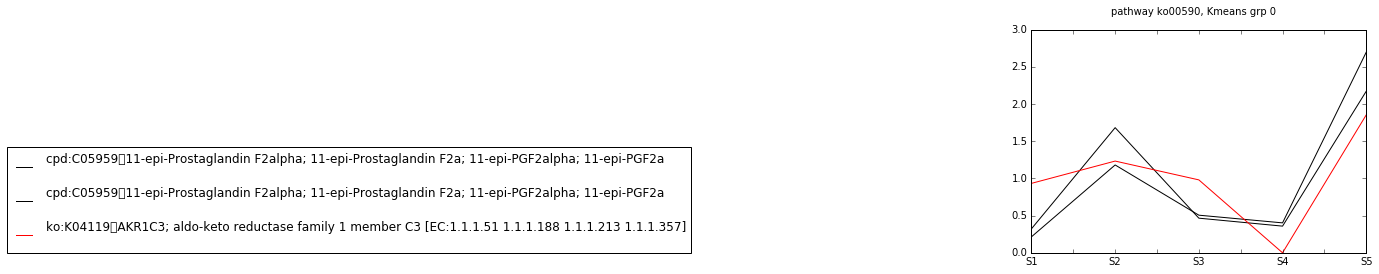 pathway ko00590, Kmeans grp 0
3.0
2.5
2.0
1.5
1.0
0.5
0.0
S1 S2 S3 S4 S5
cpd:C05959▯11-epi-Prostaglandin F2alpha; 11-epi-Prostaglandin F2a; 11-epi-PGF2alpha; 11-epi-PGF2a
cpd:C05959▯11-epi-Prostaglandin F2alpha; 11-epi-Prostaglandin F2a; 11-epi-PGF2alpha; 11-epi-PGF2a
ko:K04119▯AKR1C3; aldo-keto reductase family 1 member C3 [EC:1.1.1.51 1.1.1.188 1.1.1.213 1.1.1.357]